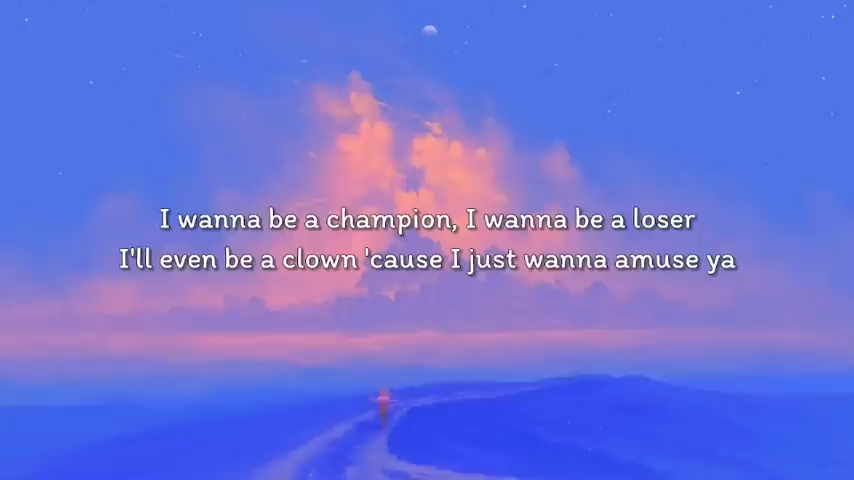 I wanna be a champion, I wanna be a loser
I'll even be a clown 'cause I just wanna amuse ya